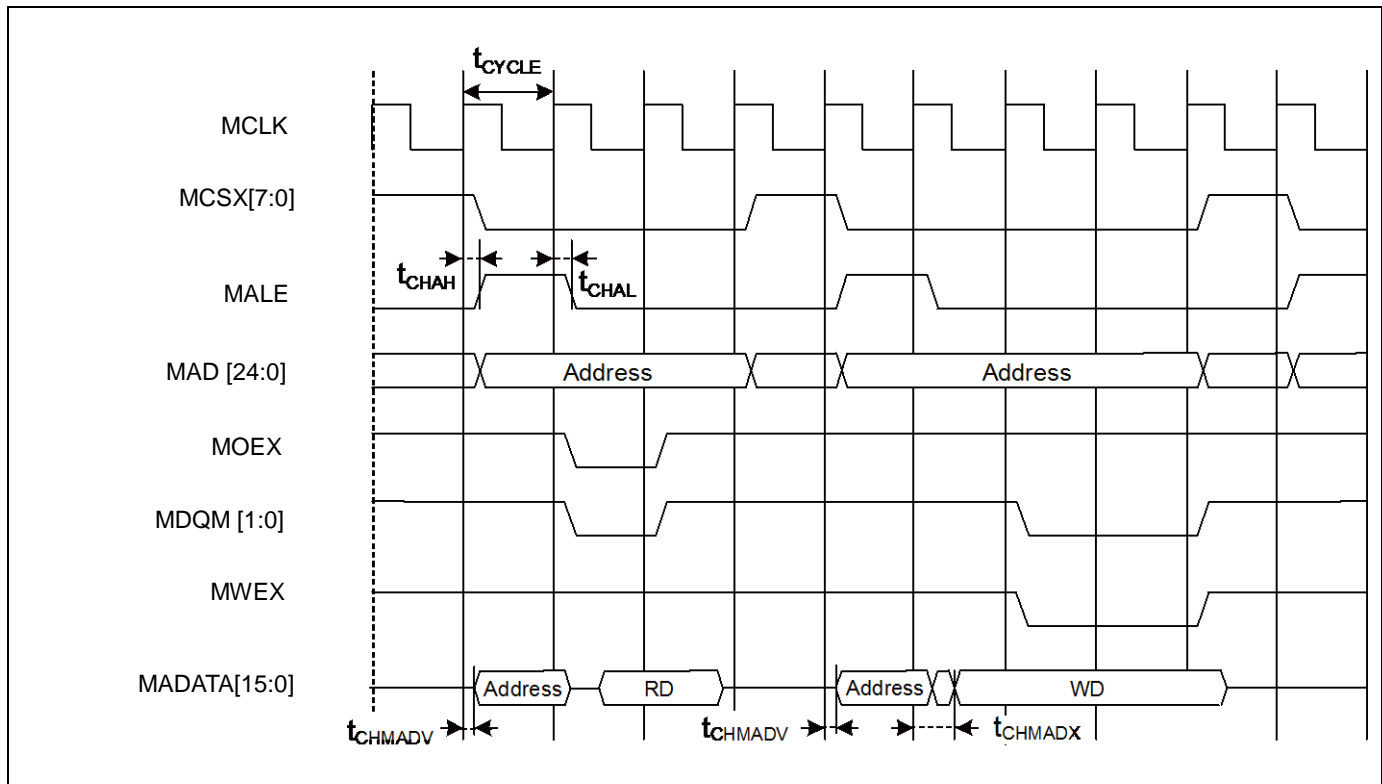 tCYCLE
MCLK
MCSX[7:0]
tCHAH
tCHAL
MALE
MAD [24:0]
Address
Address
MOEX
MDQM [1:0]
MWEX
MADATA[15:0]
Address
RD
Address
WD
tCHMADV
tCHMADV
tCHMADX